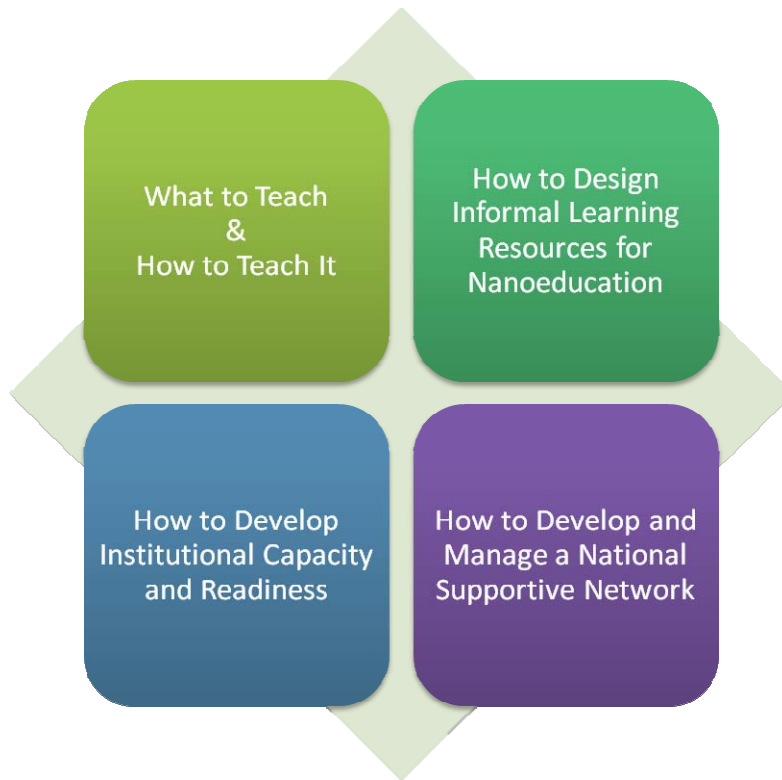 What to Teach
&
How to Teach It
How to Design
Informal Learning
Resources for
Nanoeducation
How to Develop
Institutional Capacity
and Readiness
How to Develop and
Manage a National
Supportive Network